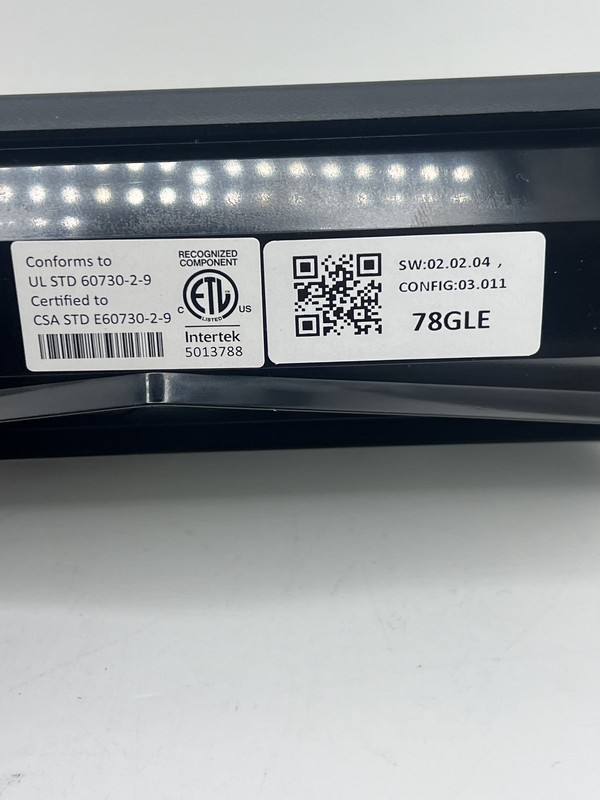 Conforms to
UL STD 60730-2-9
Certified to
CSA STD E60730-2-9
RECOGNIZED
COMPONENT
C ETL US
LISTED
Intertek
5013788
SW:02.02.04 ,
CONFIG:03.011
78GLE